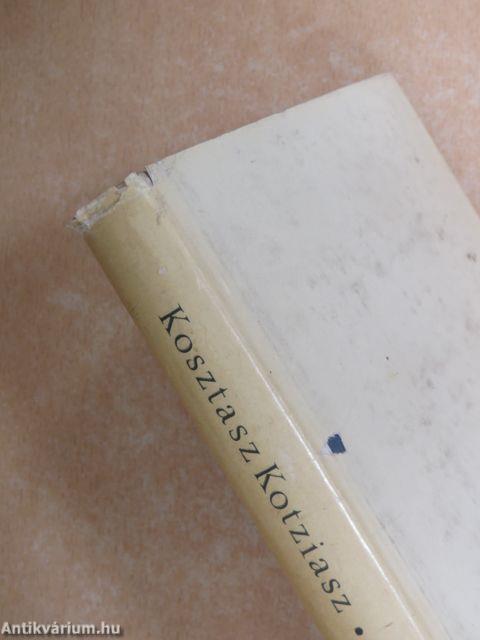 Kosztasz Kotziasz •
Antikvárium.hu